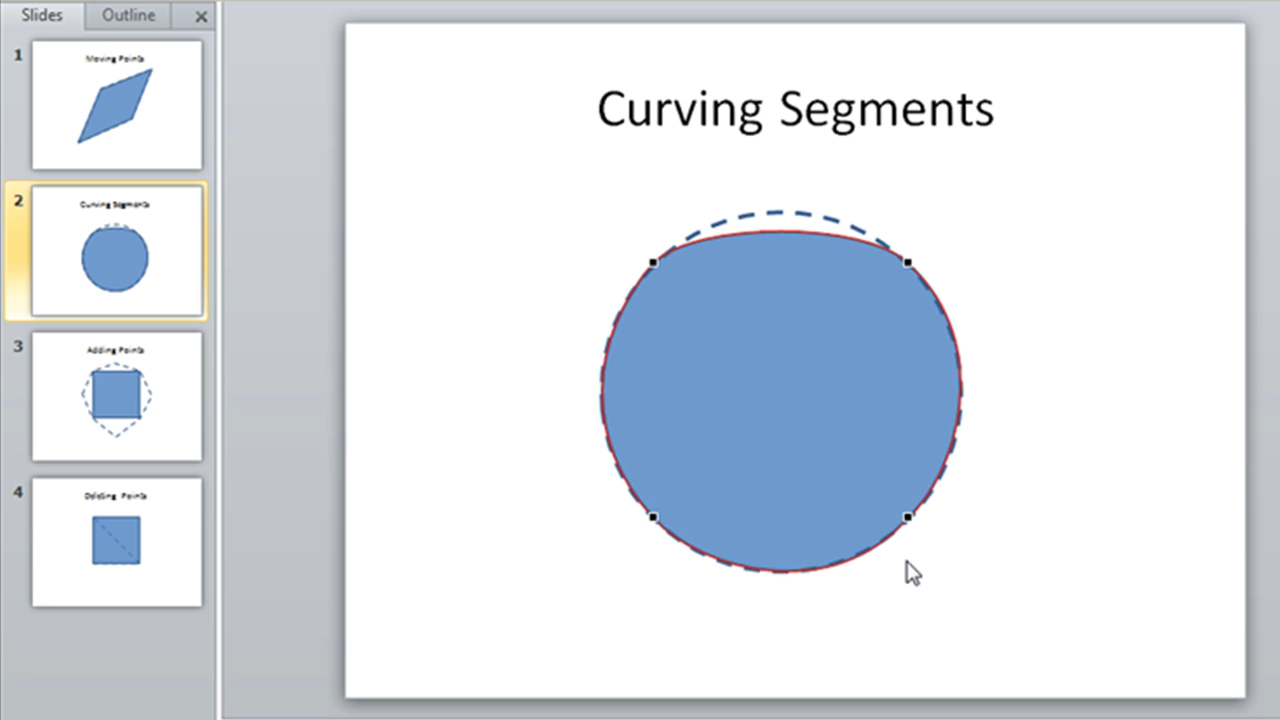 Slides Outline x
1
Moving Points
2
Curving Segments
3
Adding Points
4
Deleting Points
Curving Segments